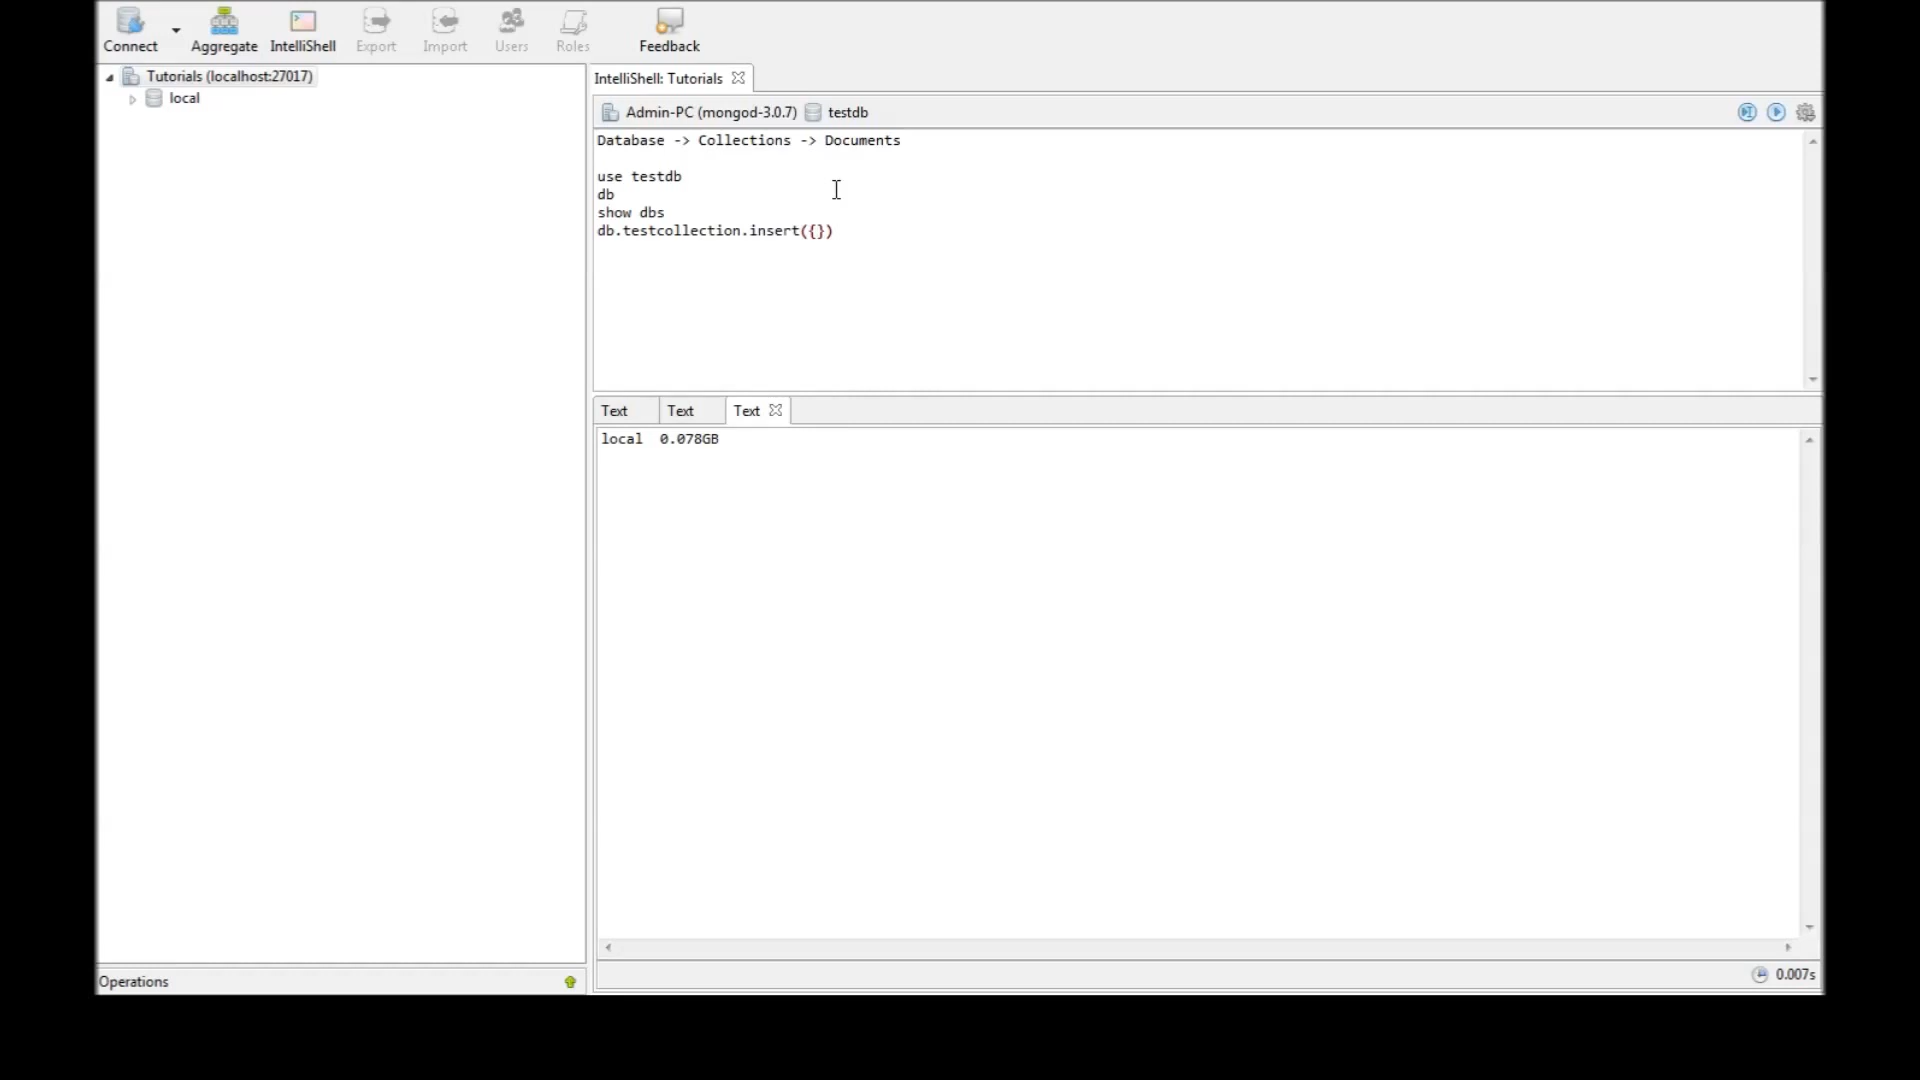 Connect Aggregate IntelliShell Export Import Users Roles Feedback
Tutorials (localhost:27017)
local
IntelliShell: Tutorials
Admin-PC (mongod-3.0.7) testdb
Database -> Collections -> Documents
use testdb
db
show dbs
db.testcollection.insert({})
Text Text Text
local 0.078GB
Operations
0.007s